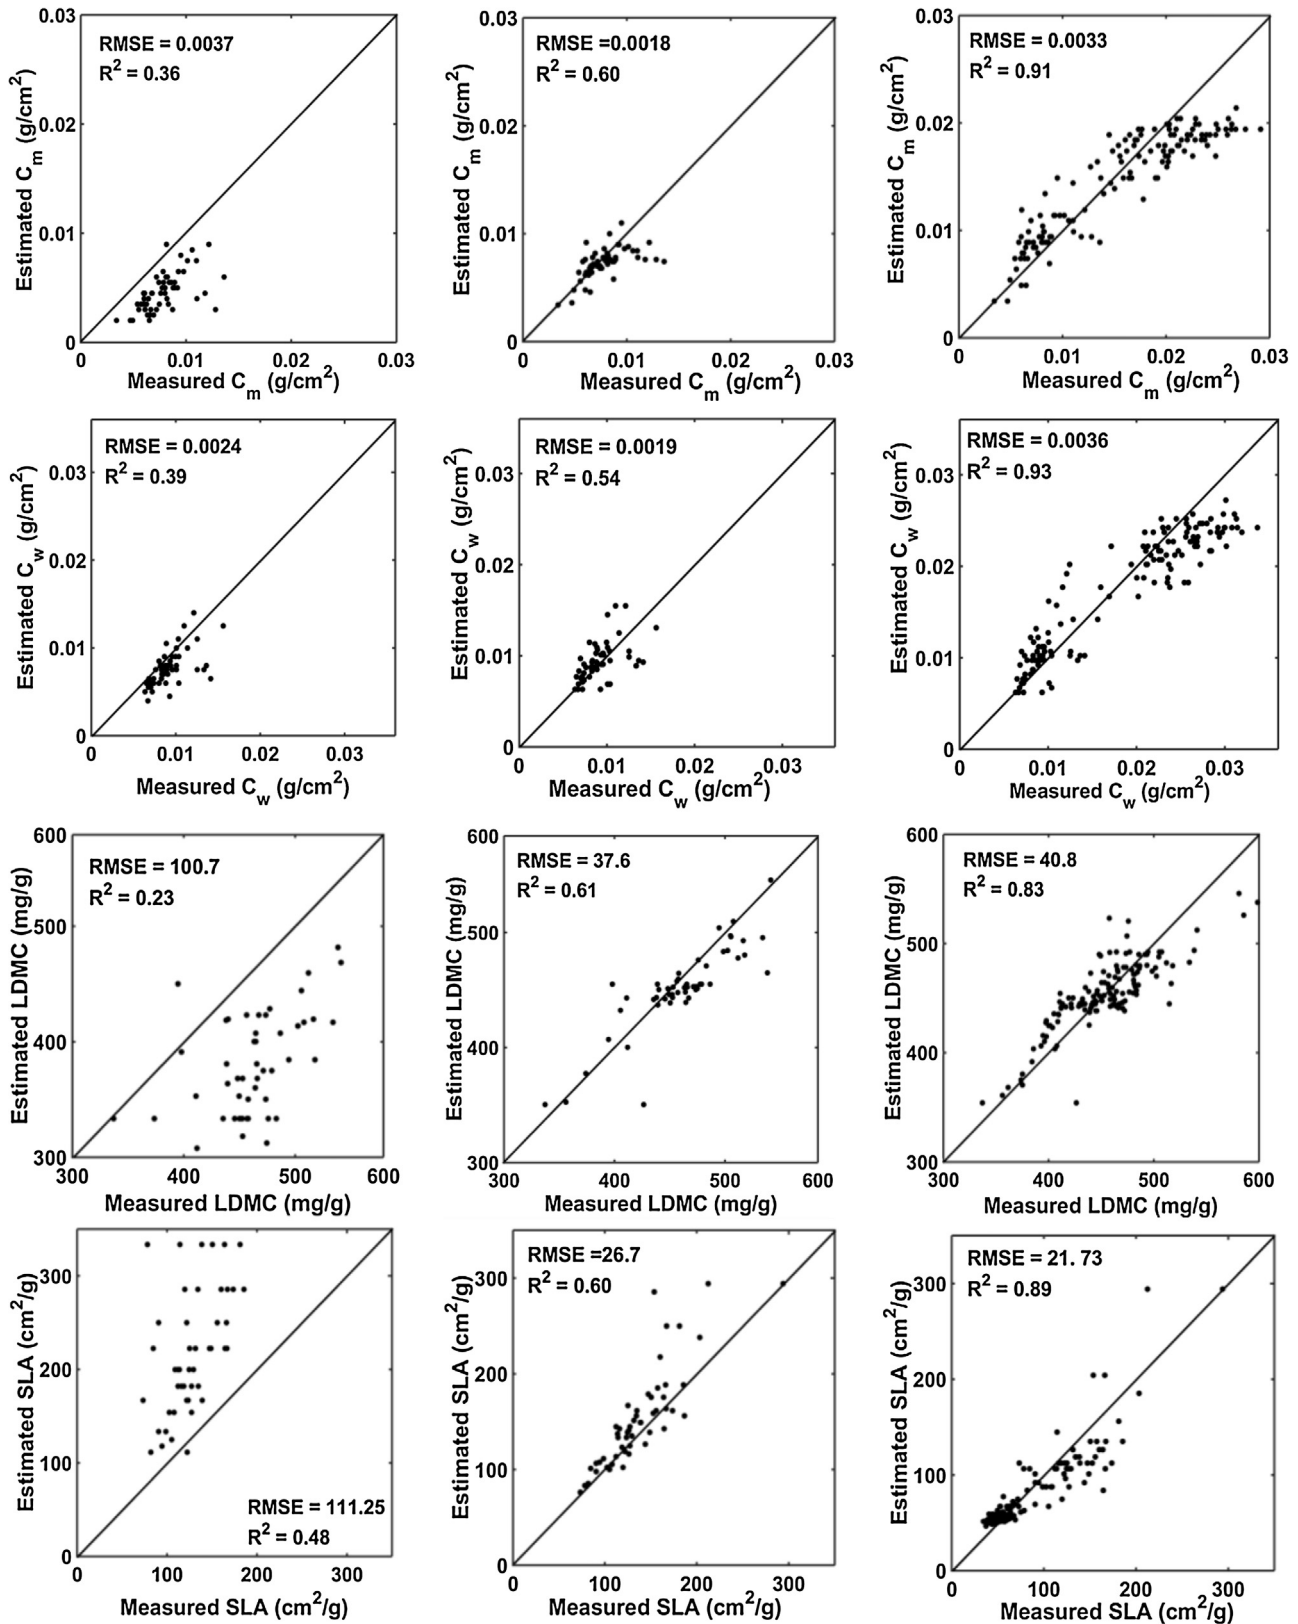 0.03
RMSE = 0.0037
R² = 0.36
0.02
0.01
0
Estimated Cm (g/cm²)
0 0.01 0.02 0.03
Measured Cm (g/cm²)
0.03
RMSE =0.0018
R² = 0.60
0.02
0.01
0
Estimated Cm (g/cm²)
0 0.01 0.02 0.03
Measured Cm (g/cm²)
0.03
RMSE = 0.0033
R² = 0.91
0.02
0.01
0
Estimated Cm (g/cm²)
0 0.01 0.02 0.03
Measured Cm (g/cm²)
RMSE = 0.0024
R² = 0.39
0.03
0.02
0.01
0
Estimated Cw (g/cm²)
0 0.01 0.02 0.03
Measured Cw (g/cm²)
RMSE = 0.0019
R² = 0.54
0.03
0.02
0.01
0
Estimated Cw (g/cm²)
0 0.01 0.02 0.03
Measured Cw (g/cm²)
RMSE = 0.0036
R² = 0.93
0.03
0.02
0.01
0
Estimated Cw (g/cm²)
0 0.01 0.02 0.03
Measured Cw (g/cm²)
600
RMSE = 100.7
R² = 0.23
500
400
300
Estimated LDMC (mg/g)
300 400 500 600
Measured LDMC (mg/g)
600
RMSE = 37.6
R² = 0.61
500
400
300
Estimated LDMC (mg/g)
300 400 500 600
Measured LDMC (mg/g)
600
RMSE = 40.8
R² = 0.83
500
400
300
Estimated LDMC (mg/g)
300 400 500 600
Measured LDMC (mg/g)
300
200
100
0
Estimated SLA (cm²/g)
RMSE = 111.25
R² = 0.48
0 100 200 300
Measured SLA (cm²/g)
RMSE =26.7
R² = 0.60
300
200
100
0
Estimated SLA (cm²/g)
0 100 200 300
Measured SLA (cm²/g)
RMSE = 21. 73
R² = 0.89
300
200
100
0
Estimated SLA (cm²/g)
0 100 200 300
Measured SLA (cm²/g)